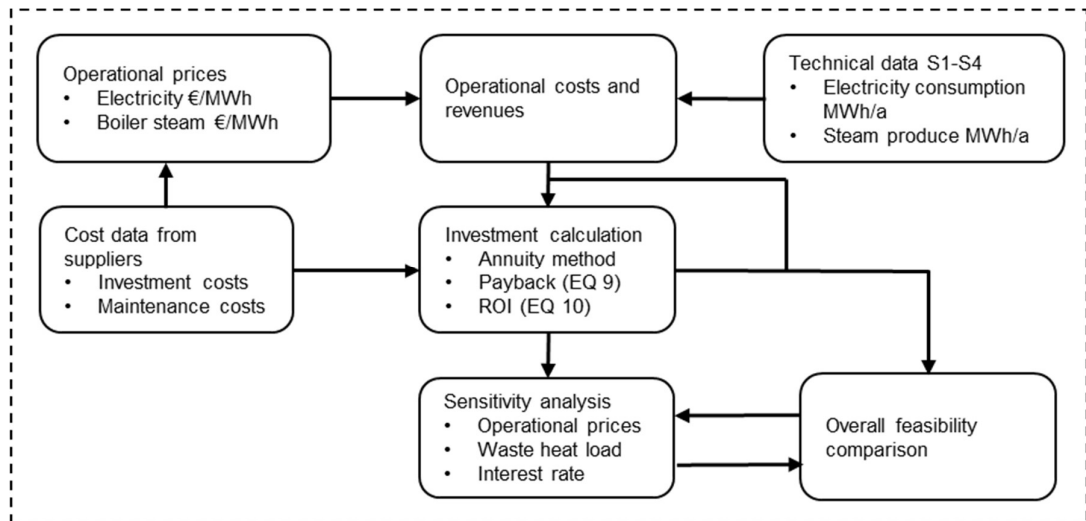 Operational prices
• Electricity €/MWh
• Boiler steam €/MWh
Operational costs and
revenues
Technical data S1-S4
• Electricity consumption
MWh/a
• Steam produce MWh/a
Cost data from
suppliers
• Investment costs
• Maintenance costs
Investment calculation
• Annuity method
• Payback (EQ 9)
• ROI (EQ 10)
Sensitivity analysis
• Operational prices
• Waste heat load
• Interest rate
Overall feasibility
comparison